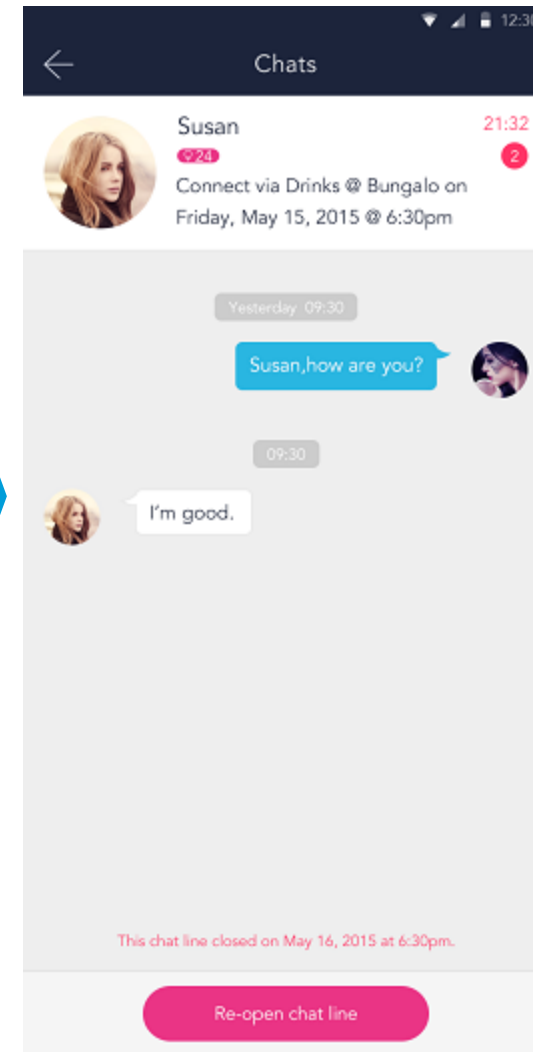 12:30
Chats
Susan
21:32
♀24
2
Connect via Drinks @ Bungalo on
Friday, May 15, 2015 @ 6:30pm
Yesterday 09:30
Susan,how are you?
09:30
I'm good.
This chat line closed on May 16, 2015 at 6:30pm.
Re-open chat line